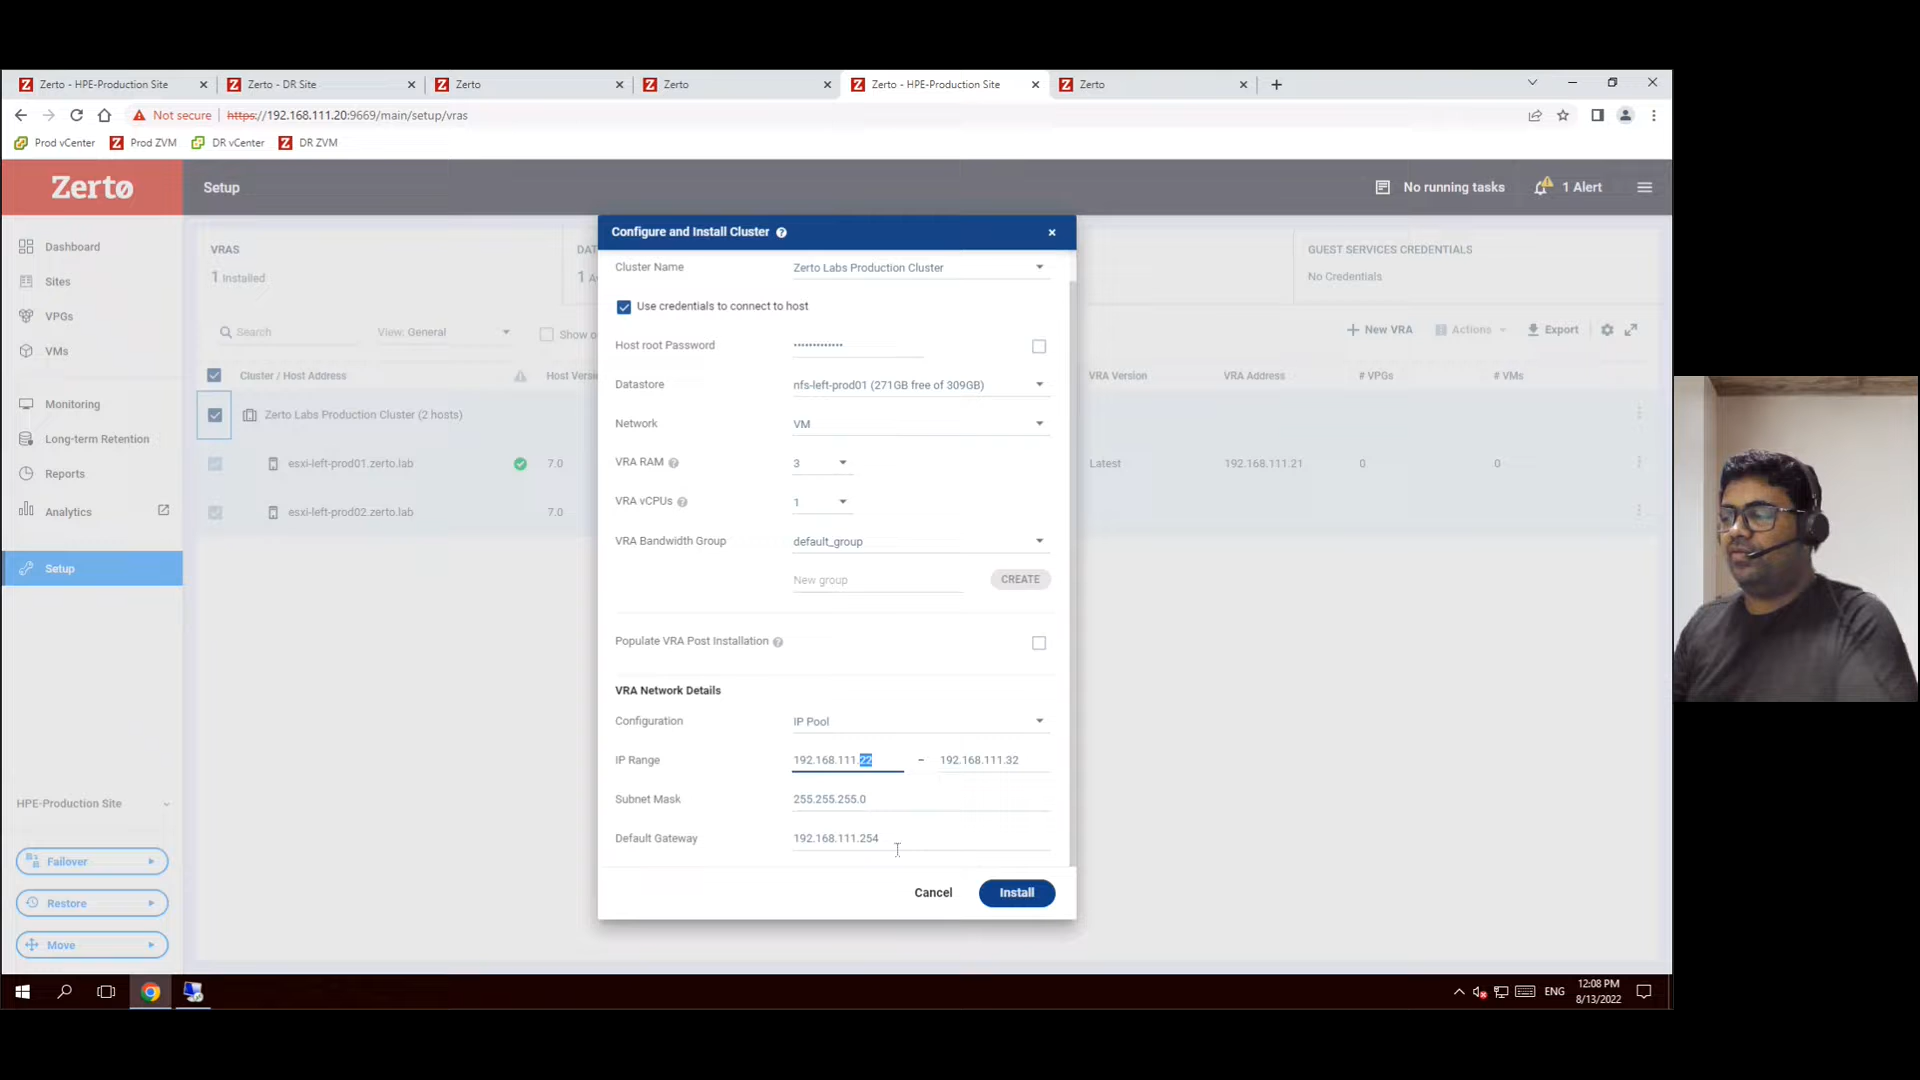 Zerto - HPE-Production Site
Zerto - DR Site
Zerto
Zerto
Zerto - HPE-Production Site
Zerto
Not secure https://192.168.111.20:9669/main/setup/vras
Prod vCenter Prod ZVM DR vCenter DR ZVM
Zerto
Setup
No running tasks
1 Alert
Dashboard
Sites
VPGs
VMs
Monitoring
Long-term Retention
Reports
Analytics
Setup
HPE-Production Site
Failover
Restore
Move
VRAS
1 Installed
DAT
1 A
GUEST SERVICES CREDENTIALS
No Credentials
Search
View: General
Show o
New VRA
Actions
Export
Cluster / Host Address
Host Versi
VRA Version
VRA Address
# VPGs
# VMs
Zerto Labs Production Cluster (2 hosts)
esxi-left-prod01.zerto.lab 7.0 Latest 192.168.111.21 0 0
esxi-left-prod02.zerto.lab 7.0
Configure and Install Cluster
Cluster Name Zerto Labs Production Cluster
Use credentials to connect to host
Host root Password •••••••••••••
Datastore nfs-left-prod01 (271GB free of 309GB)
Network VM
VRA RAM 3
VRA vCPUs 1
VRA Bandwidth Group default_group
New group CREATE
Populate VRA Post Installation
VRA Network Details
Configuration IP Pool
IP Range 192.168.111.22 - 192.168.111.32
Subnet Mask 255.255.255.0
Default Gateway 192.168.111.254
Cancel Install
ENG
12:08 PM
8/13/2022